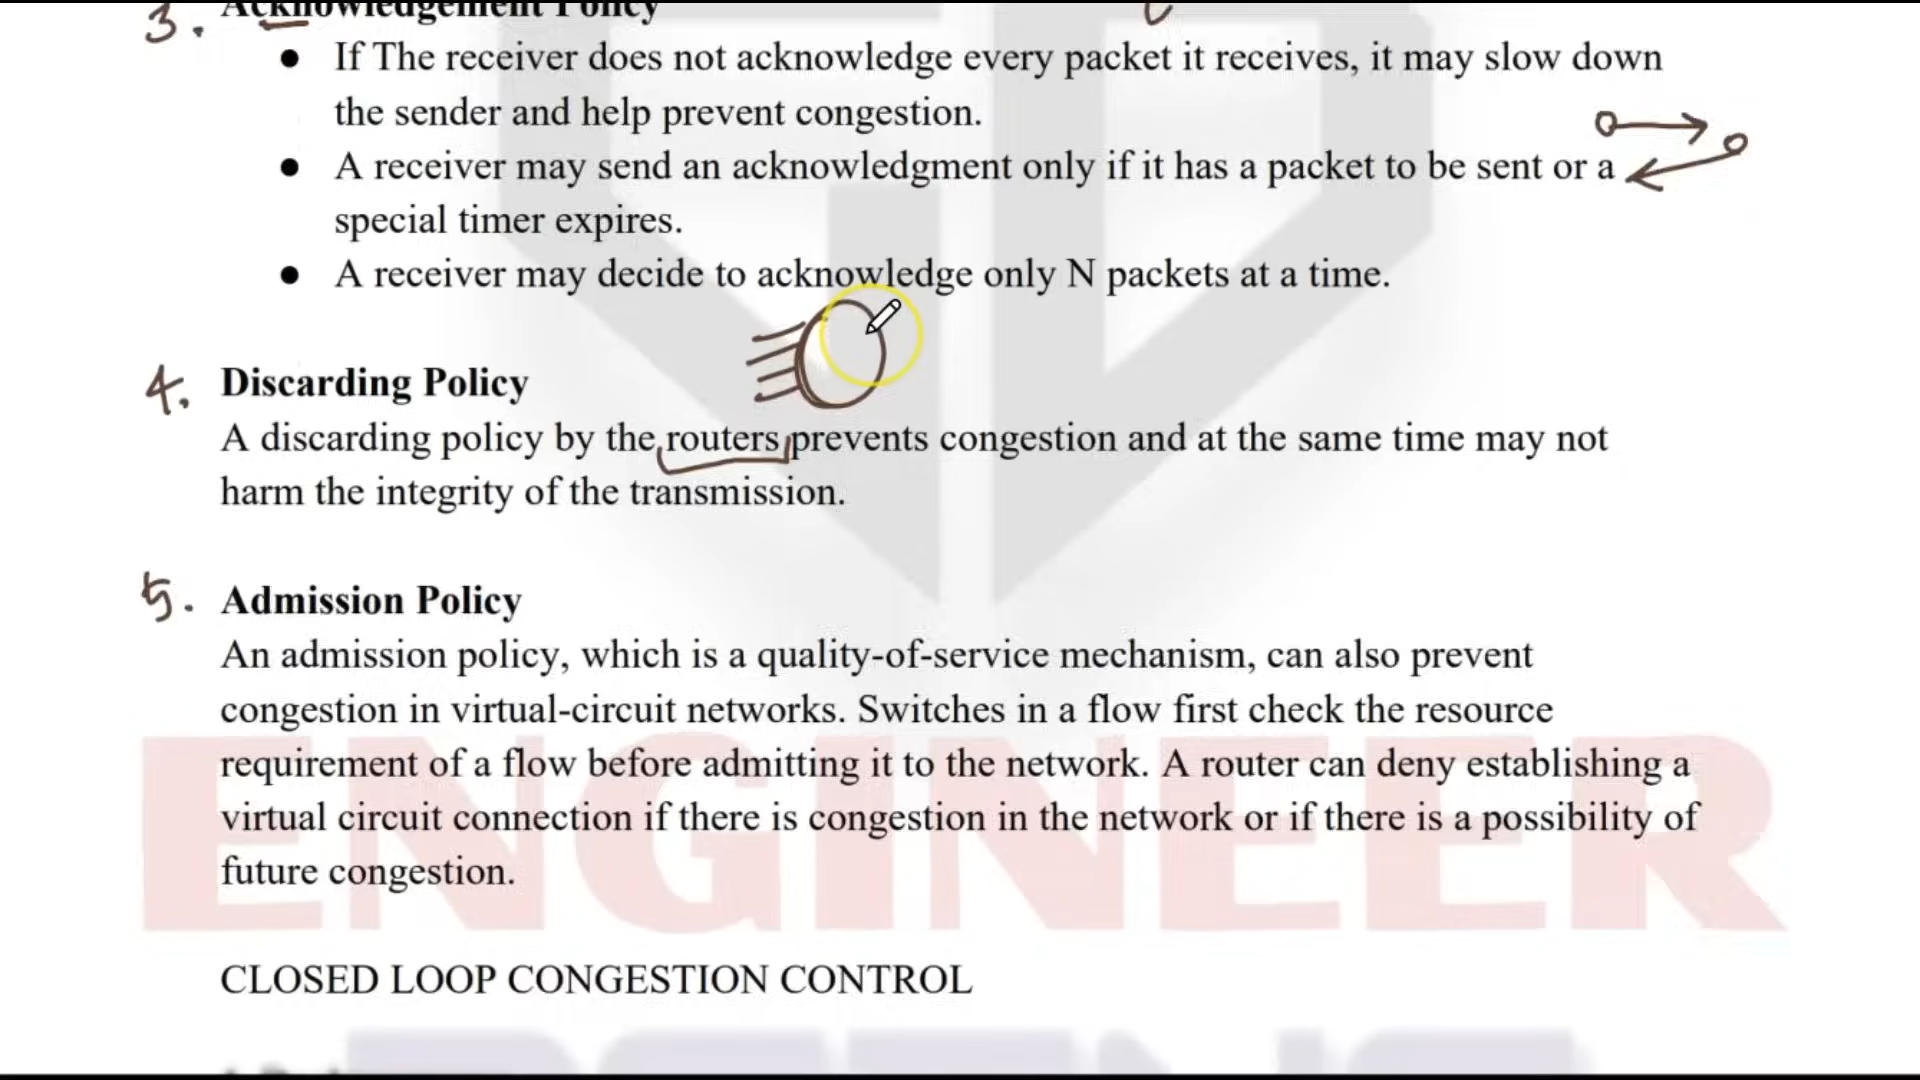 3. Acknowledgement Policy
● If The receiver does not acknowledge every packet it receives, it may slow down
the sender and help prevent congestion.
● A receiver may send an acknowledgment only if it has a packet to be sent or a
special timer expires.
● A receiver may decide to acknowledge only N packets at a time.
4. Discarding Policy
A discarding policy by the routers prevents congestion and at the same time may not
harm the integrity of the transmission.
5. Admission Policy
An admission policy, which is a quality-of-service mechanism, can also prevent
congestion in virtual-circuit networks. Switches in a flow first check the resource
requirement of a flow before admitting it to the network. A router can deny establishing a
virtual circuit connection if there is congestion in the network or if there is a possibility of
future congestion.
ENGINEER
CLOSED LOOP CONGESTION CONTROL